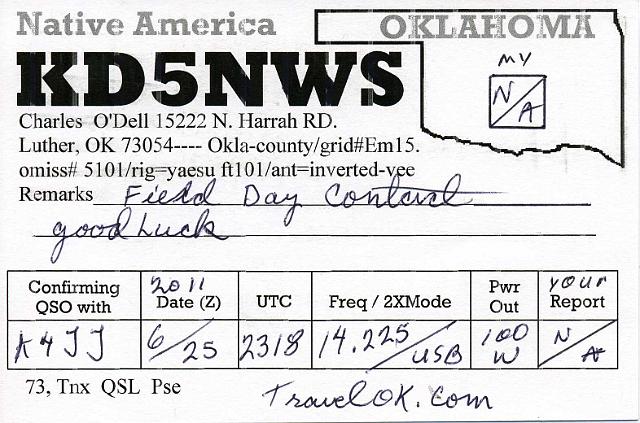 Native America OKLAHOMA
KD5NWS
MY
N/A
Charles O'Dell 15222 N. Harrah RD.
Luther, OK 73054---- Okla-county/grid#Em15.
omiss# 5101/rig=yaesu ft101/ant=inverted-vee
Remarks Field Day Contact
good Luck
Confirming QSO with 2011 Date (Z) UTC Freq / 2XMode Pwr Out your Report
K4JJ 6/25 2318 14.225/USB 100 W N/A
73, Tnx QSL Pse TravelOK.com